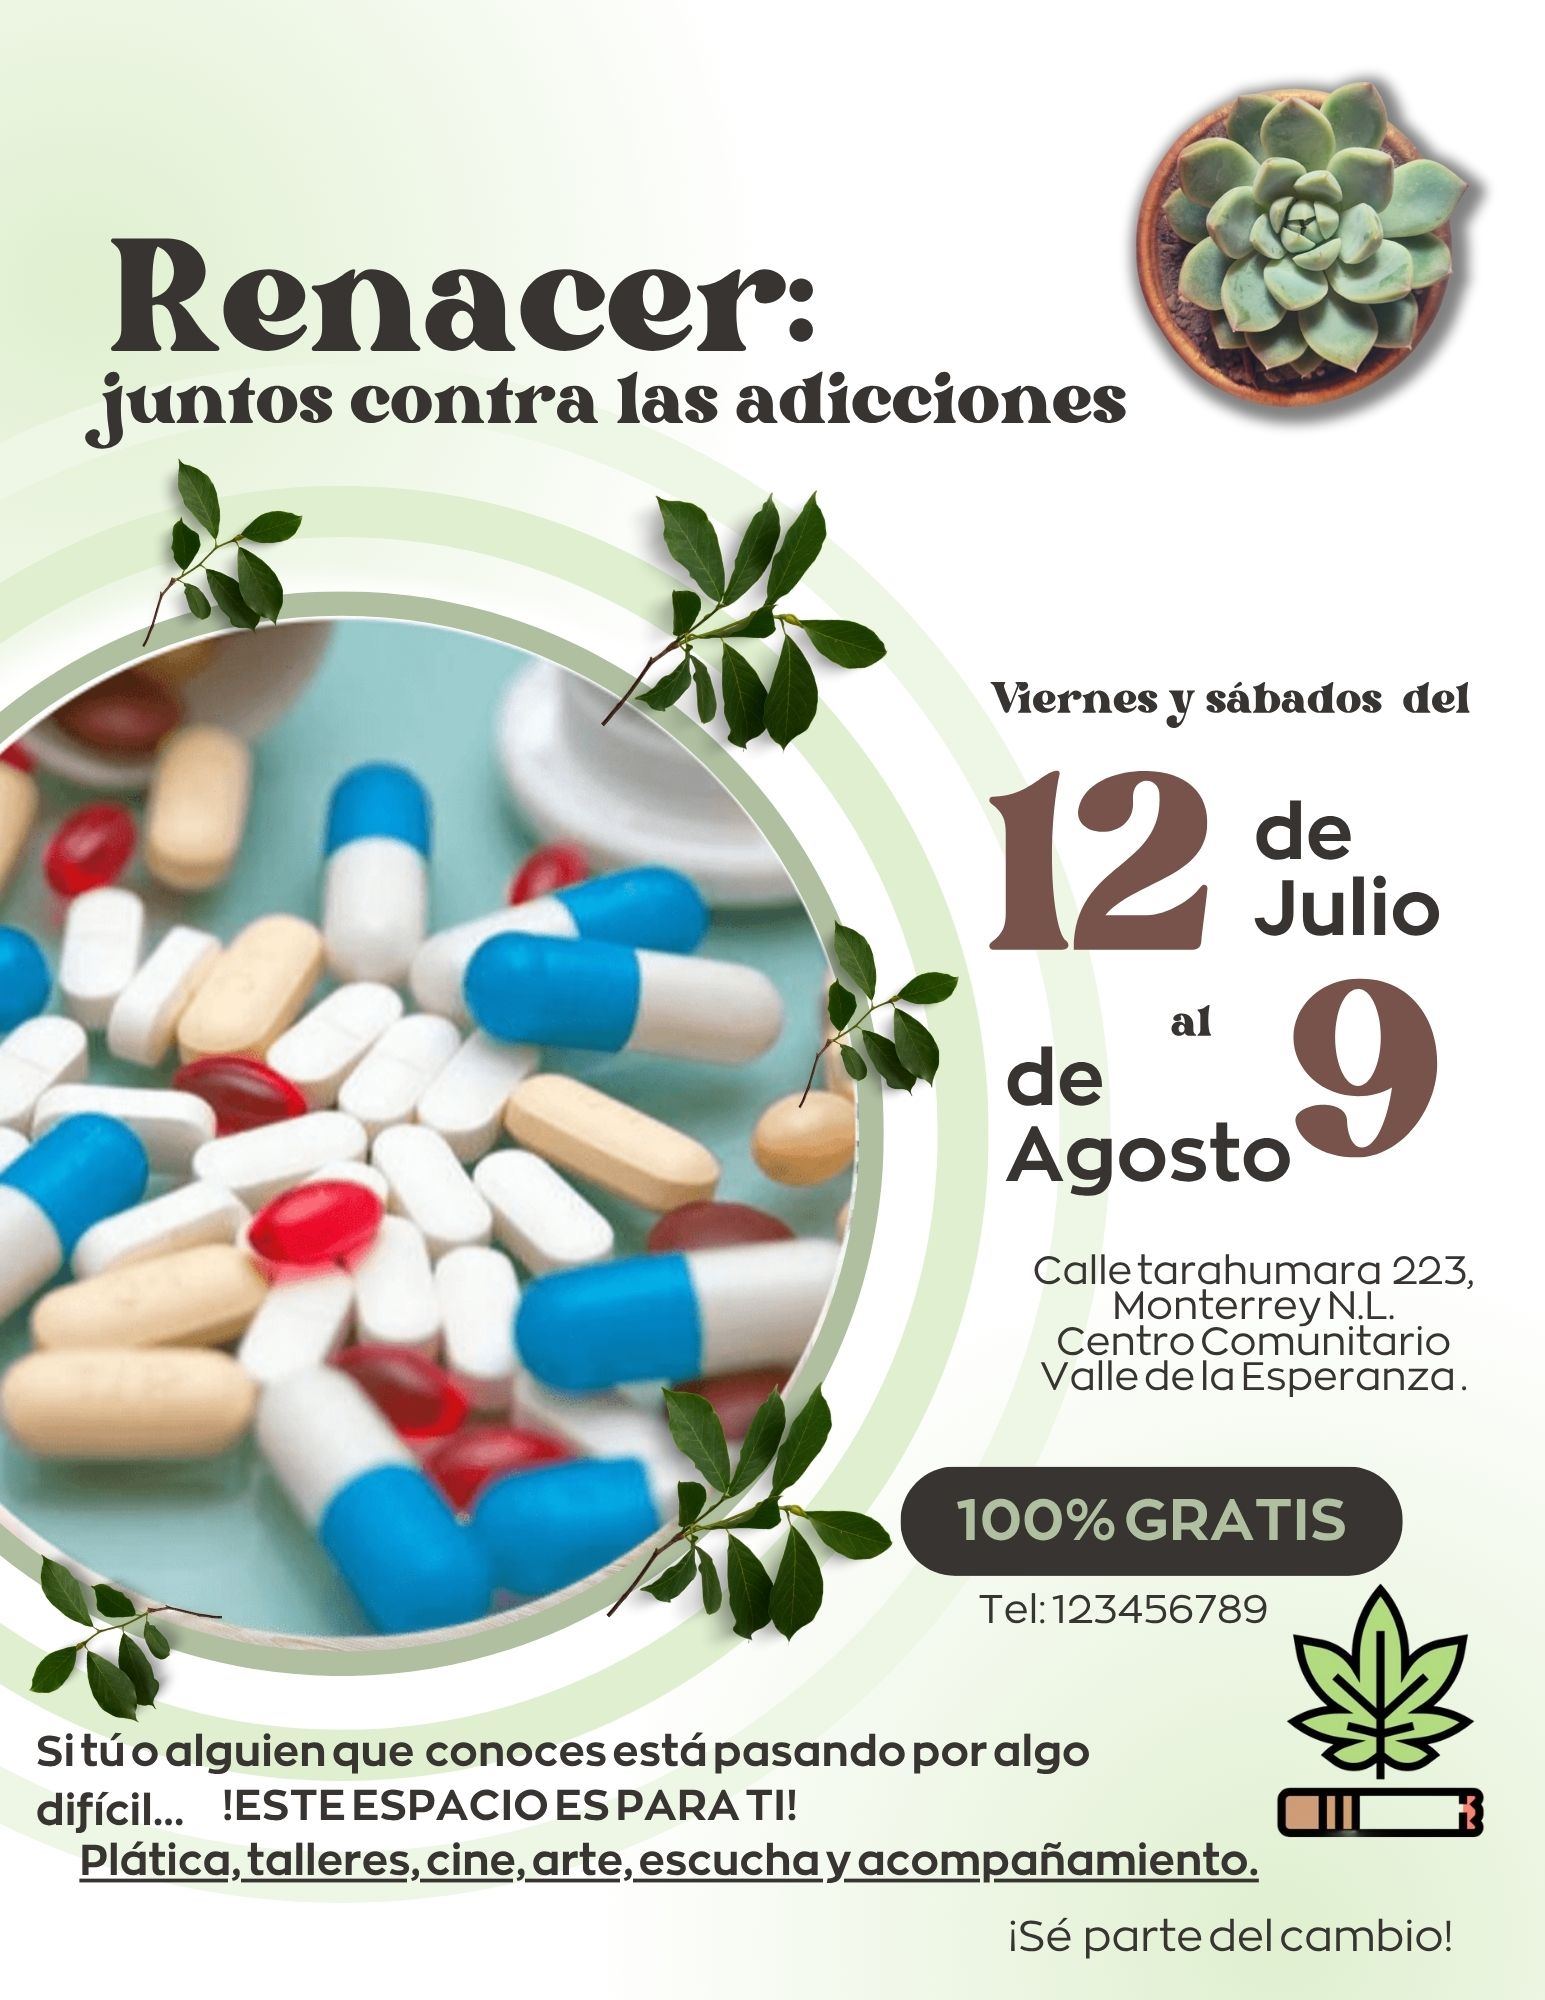 Renacer:
juntos contra las adicciones
Viernes y sábados del
12 de
Julio
al 9
de
Agosto
Calle tarahumara 223,
Monterrey N.L.
Centro Comunitario
Valle de la Esperanza.
100% GRATIS
Tel: 123456789
Si tú o alguien que conoces está pasando por algo
difícil... !ESTE ESPACIO ES PARA TI!
Plática, talleres, cine, arte, escucha y acompañamiento.
¡Sé parte del cambio!